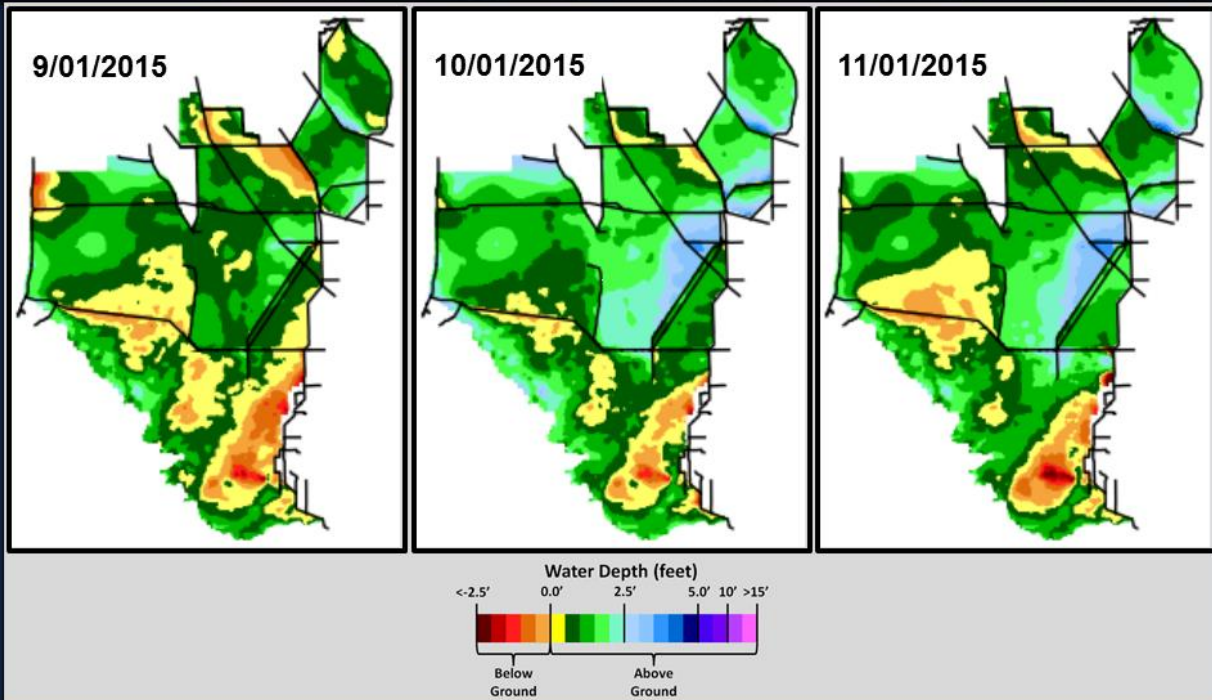 9/01/2015
10/01/2015
11/01/2015
Water Depth (feet)
<-2.5' 0.0' 2.5' 5.0' 10' >15'
Below
Ground
Above
Ground